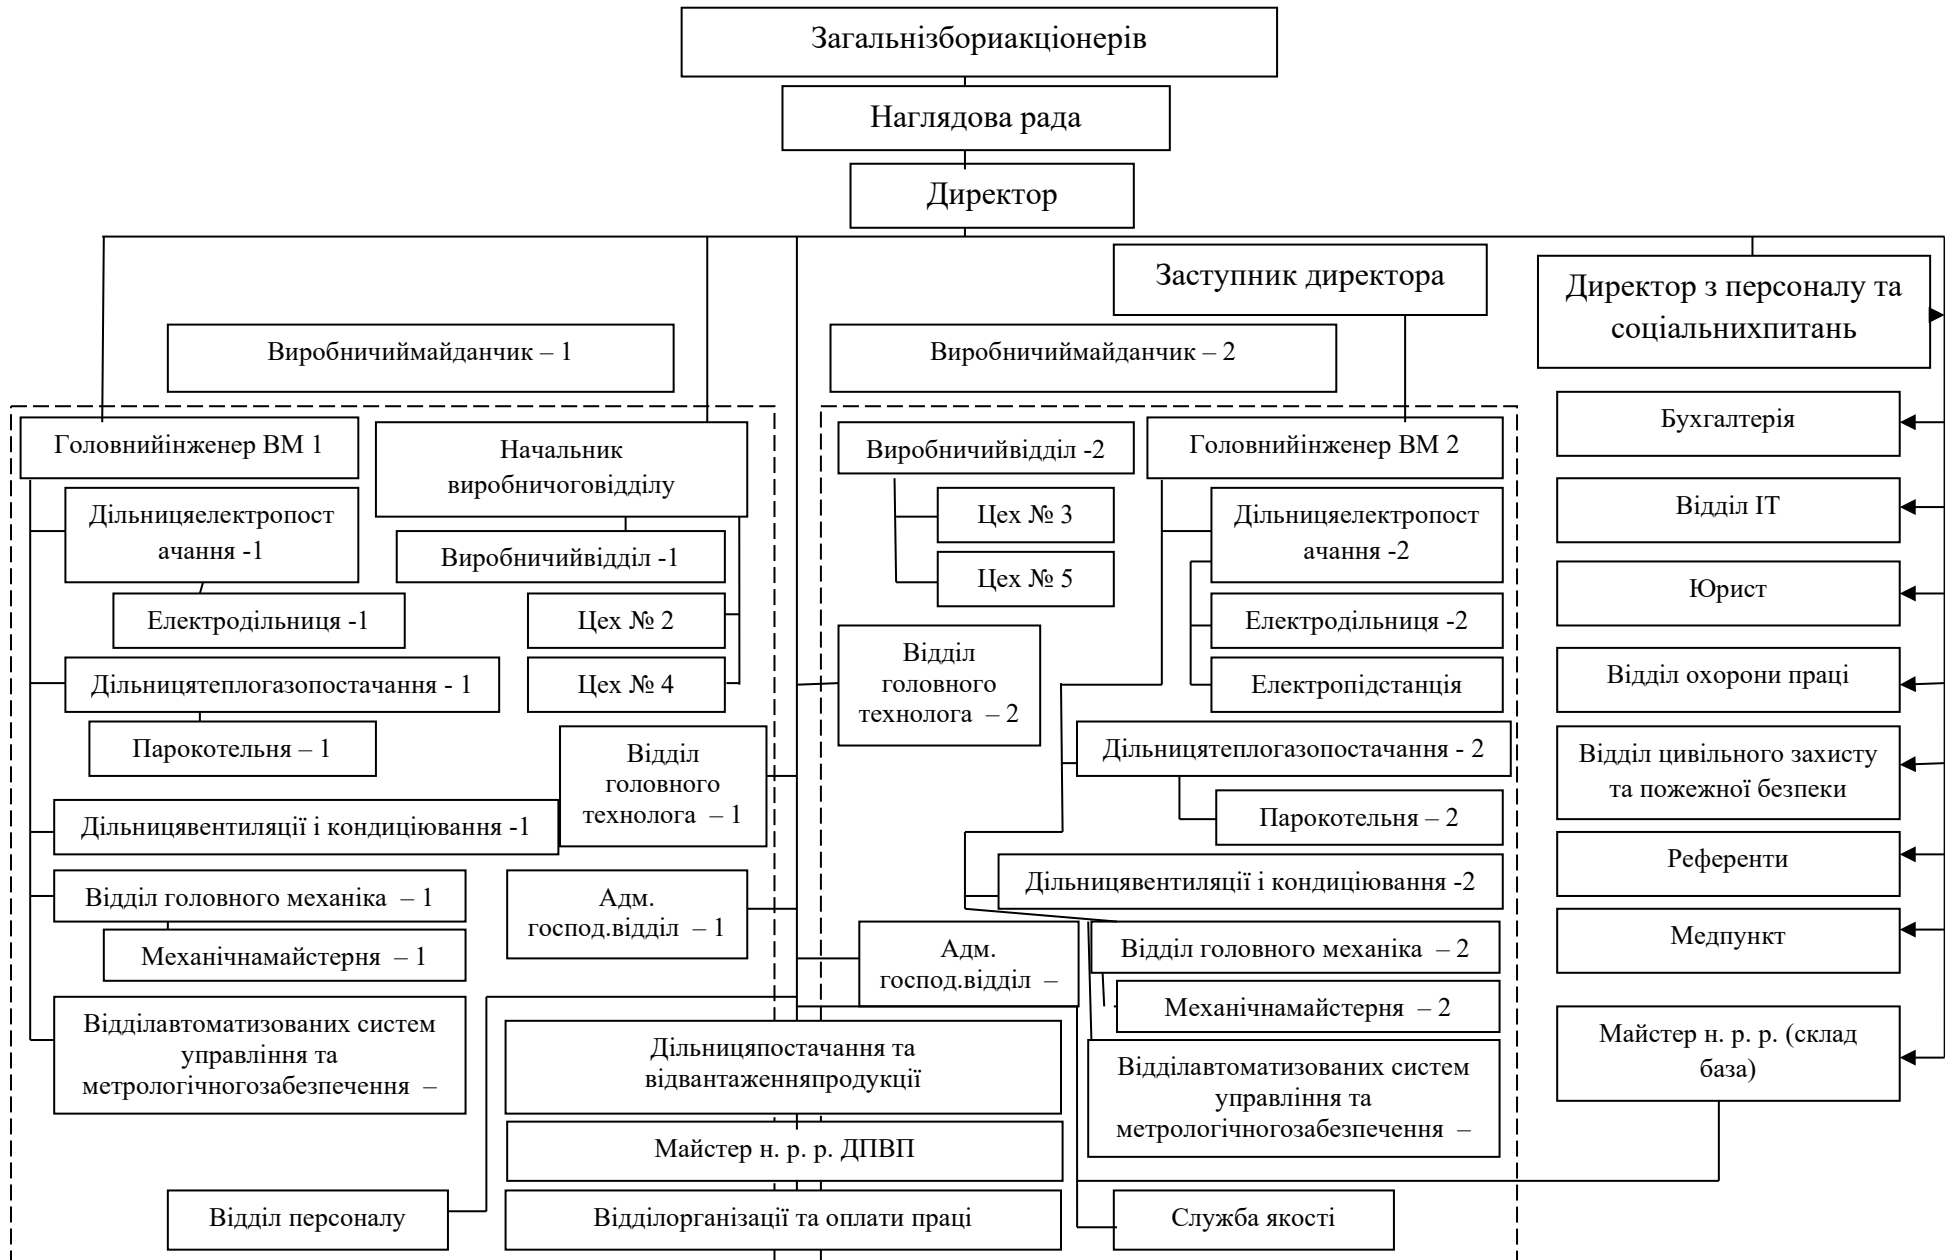 Загальнізбориакціонерів
Наглядова рада
Директор
Заступник директора
Директор з персоналу та
соціальнихпитань
Виробничиймайданчик – 1
Виробничиймайданчик – 2
Головнийінженер ВМ 1
Начальник
виробничоговідділу
Дільницяелектропост
ачання -1
Виробничийвідділ -1
Електродільниця -1
Цех № 2
Дільницятеплогазопостачання - 1
Цех № 4
Парокотельня – 1
Відділ
головного
технолога – 1
Дільницявентиляції і кондиціювання -1
Відділ головного механіка – 1
Адм.
господ.відділ – 1
Механічнамайстерня – 1
Відділавтоматизованих систем
управління та
метрологічногозабезпечення –
Виробничийвідділ -2
Головнийінженер ВМ 2
Цех № 3
Дільницяелектропост
ачання -2
Цех № 5
Електродільниця -2
Відділ
головного
технолога – 2
Електропідстанція
Дільницятеплогазопостачання - 2
Парокотельня – 2
Дільницявентиляції і кондиціювання -2
Адм.
господ.відділ –
Відділ головного механіка – 2
Механічнамайстерня – 2
Відділавтоматизованих систем
управління та
метрологічногозабезпечення –
Дільницяпостачання та
відвантаженняпродукції
Майстер н. р. р. ДПВП
Відділ персоналу
Відділорганізації та оплати праці
Служба якості
Бухгалтерія
Відділ ІТ
Юрист
Відділ охорони праці
Відділ цивільного захисту
та пожежної безпеки
Референти
Медпункт
Майстер н. р. р. (склад
база)